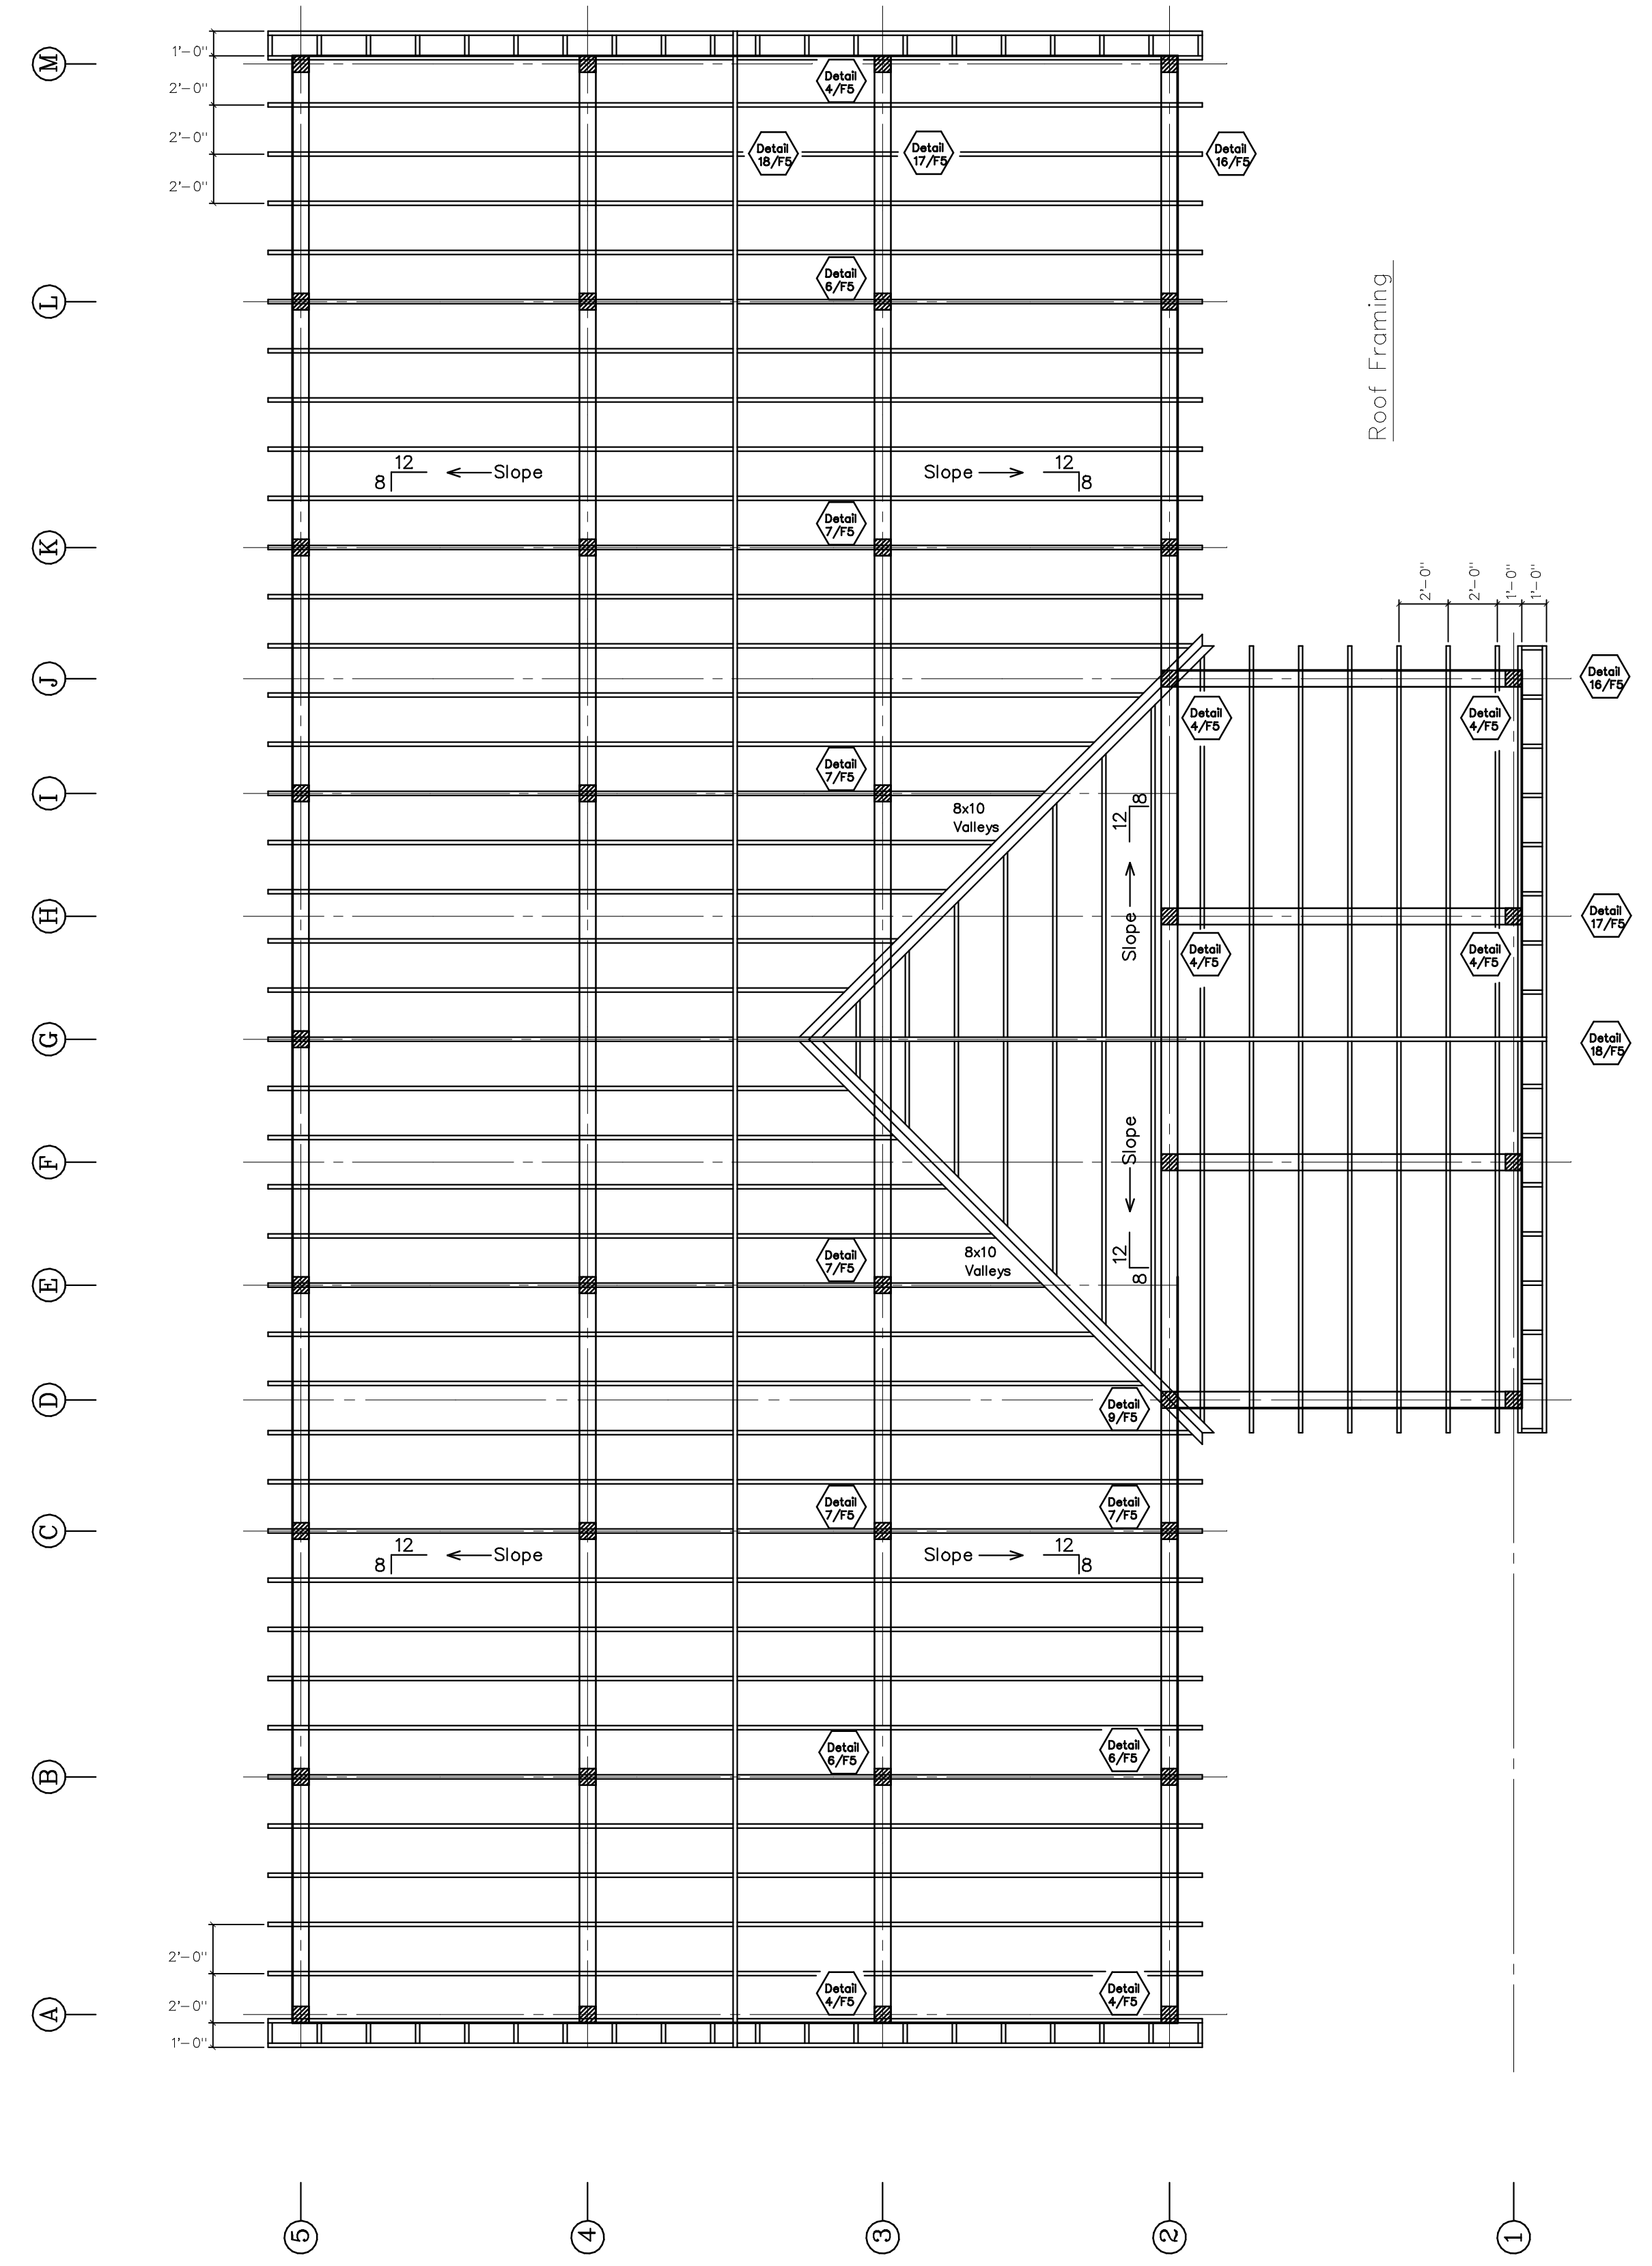 M
1'-0"
2'-0"
2'-0"
2'-0"
Detail
4/F5
Detail
18/F5
Detail
17/F5
Detail
16/F5
L
Detail
6/F5
Roof Framing
12
8
Slope
Slope
12
8
K
Detail
7/F5
2'-0"
2'-0"
1'-0"
1'-0"
J
Detail
16/F5
Detail
4/F5
Detail
4/F5
I
Detail
7/F5
8x10
Valleys
12
8
Slope
H
Detail
17/F5
Detail
4/F5
Detail
4/F5
G
Detail
18/F5
F
Slope
12
8
E
Detail
7/F5
8x10
Valleys
D
Detail
9/F5
C
Detail
7/F5
Detail
7/F5
12
8
Slope
Slope
12
8
B
Detail
6/F5
Detail
6/F5
2'-0"
2'-0"
1'-0"
A
Detail
4/F5
Detail
4/F5
5
4
3
2
1